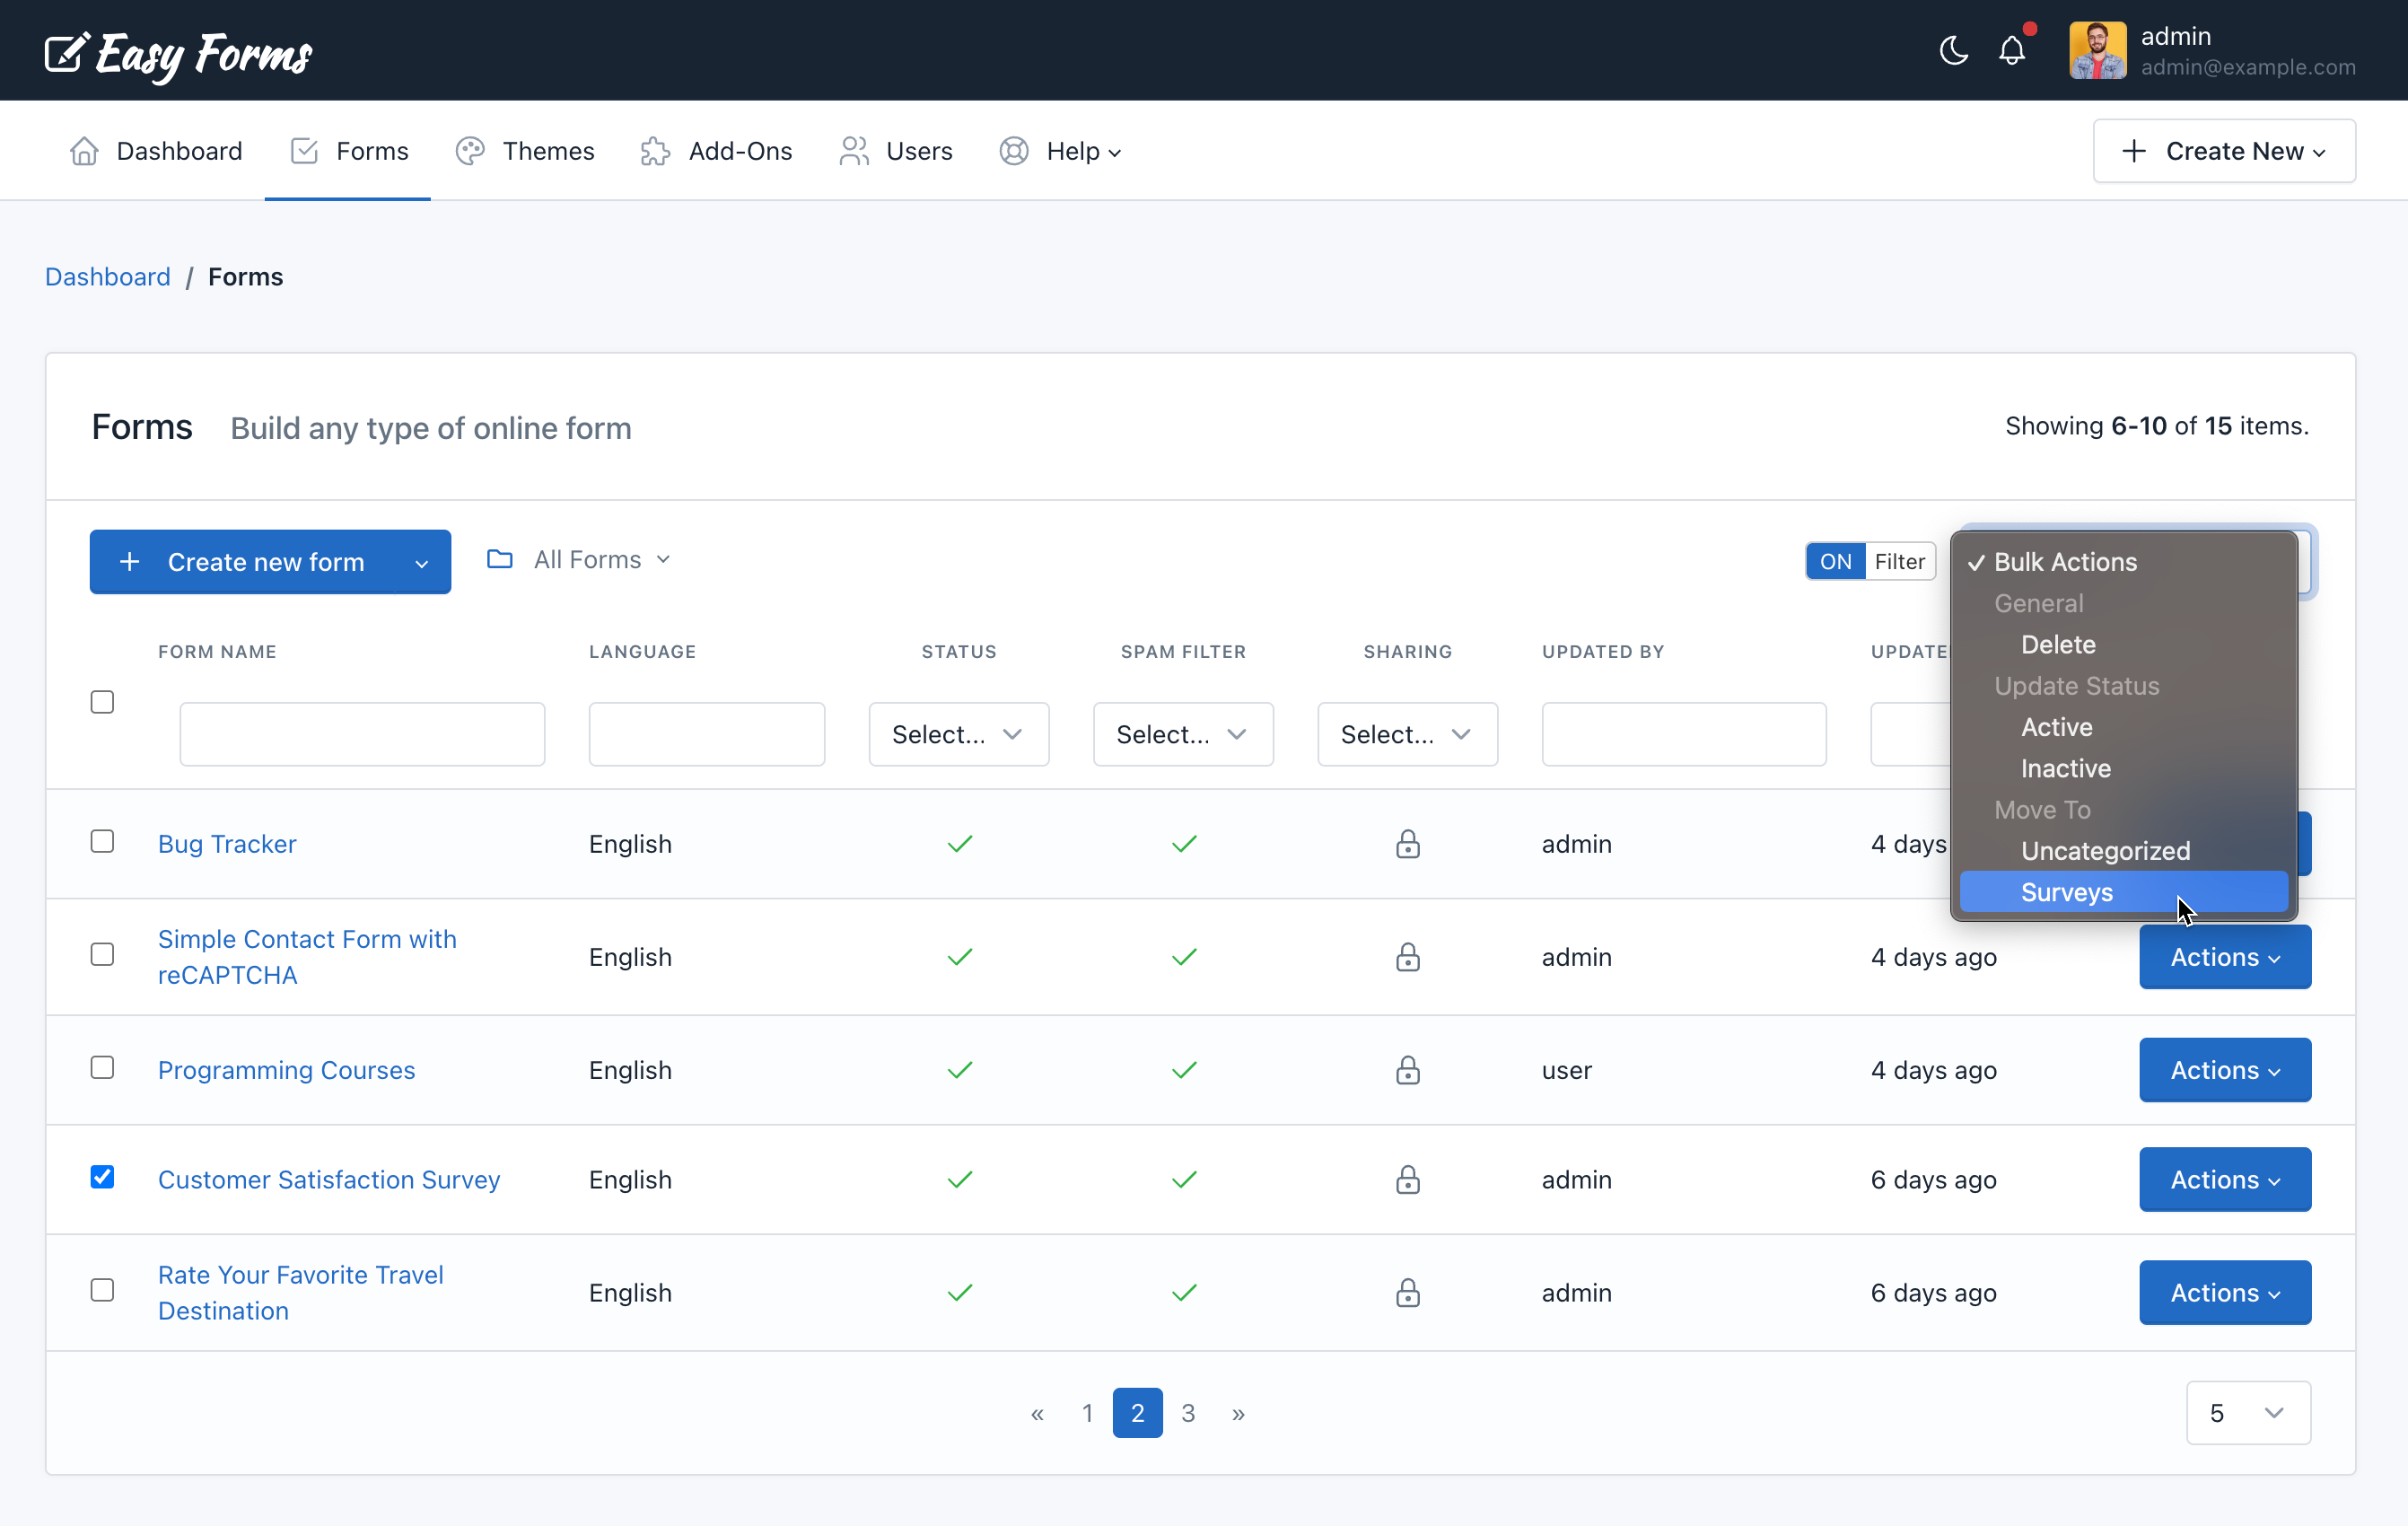 Easy Forms
admin
admin@example.com
Dashboard Forms Themes Add-Ons Users Help
Create New
Dashboard / Forms
Forms Build any type of online form
Showing 6-10 of 15 items.
Create new form All Forms
ON Filter
Bulk Actions
General
Delete
Update Status
Active
Inactive
Move To
Uncategorized
Surveys
FORM NAME LANGUAGE STATUS SPAM FILTER SHARING UPDATED BY
Select... Select... Select...
Bug Tracker English admin 4 days
Simple Contact Form with
reCAPTCHA English admin 4 days ago Actions
Programming Courses English user 4 days ago Actions
Customer Satisfaction Survey English admin 6 days ago Actions
Rate Your Favorite Travel
Destination English admin 6 days ago Actions
« 1 2 3 »
5